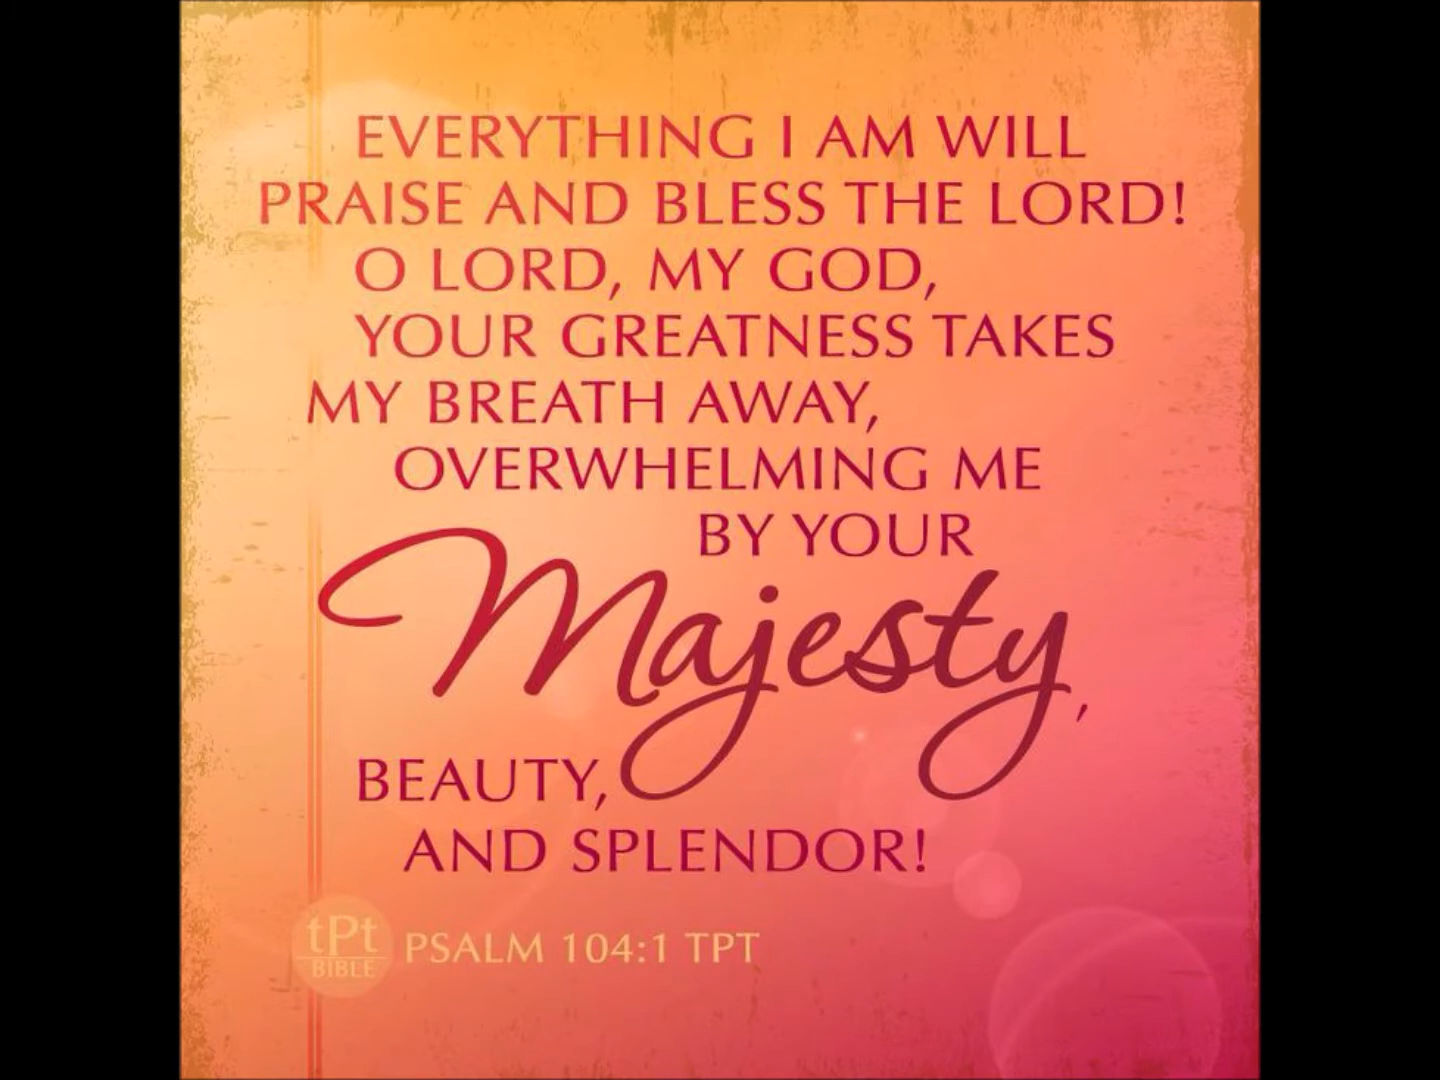 EVERYTHING I AM WILL
PRAISE AND BLESS THE LORD!
O LORD, MY GOD,
YOUR GREATNESS TAKES
MY BREATH AWAY,
OVERWHELMING ME
BY YOUR
Majesty,
BEAUTY,
AND SPLENDOR!
tPt
BIBLE
PSALM 104:1 TPT